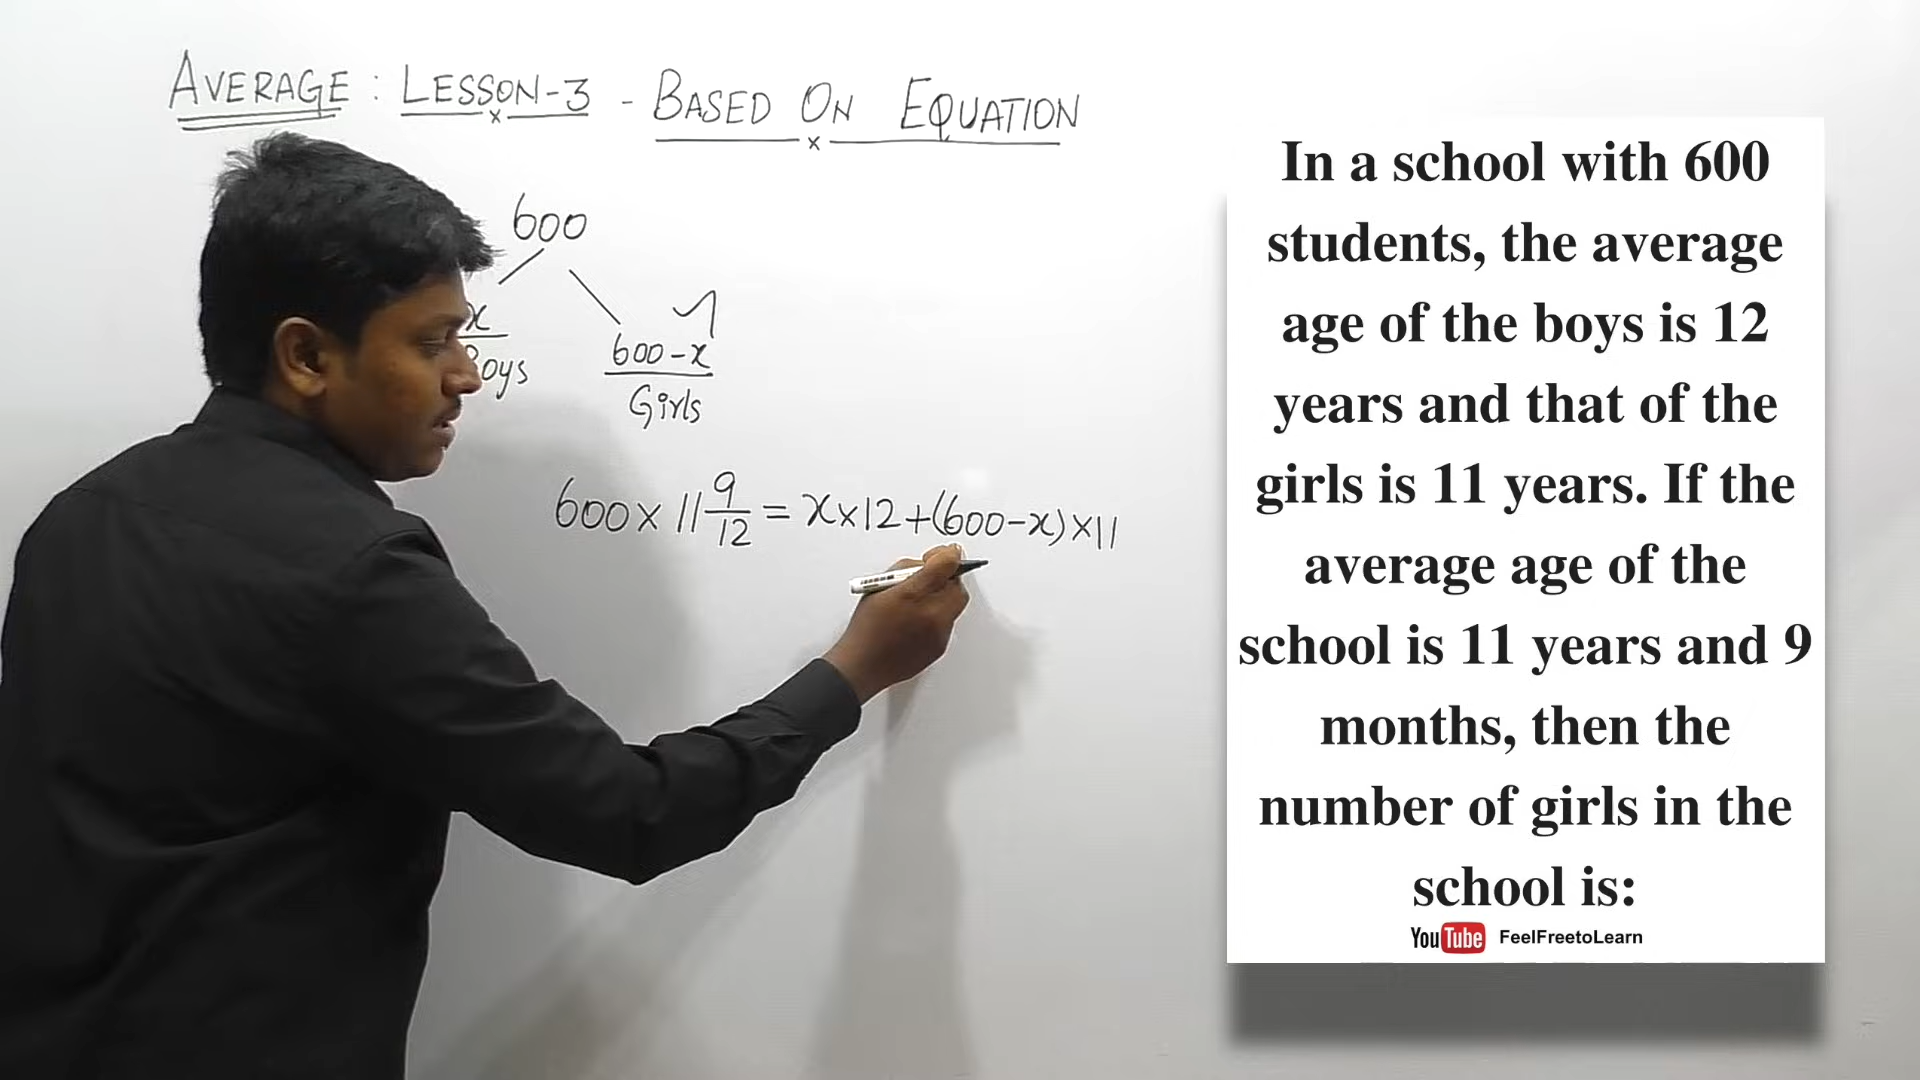 AVERAGE : LESSON-3 - BASED ON EQUATION
600
x
600-x
Boys
Girls
600 × 11 9/12 = x×12+(600-x)×11
In a school with 600
students, the average
age of the boys is 12
years and that of the
girls is 11 years. If the
average age of the
school is 11 years and 9
months, then the
number of girls in the
school is:
YouTube FeelFreetoLearn